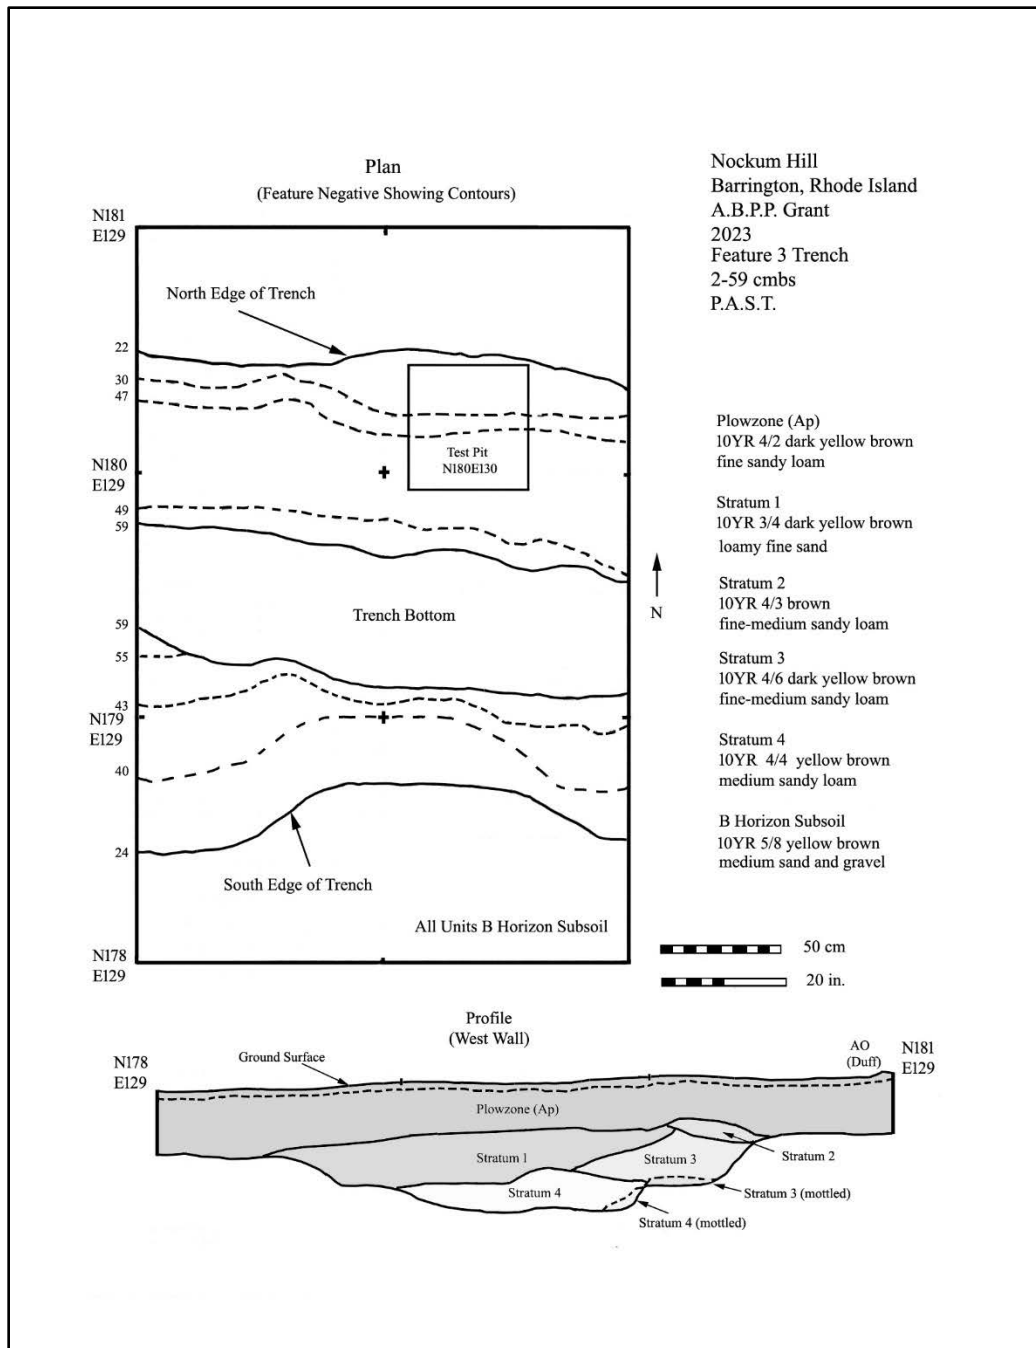 Plan
(Feature Negative Showing Contours)
N181
E129
North Edge of Trench
22
30
47
Test Pit
N180E130
N180
E129
49
59
Trench Bottom
N
59
55
43
N179
E129
40
24
South Edge of Trench
All Units B Horizon Subsoil
N178
E129
Nockum Hill
Barrington, Rhode Island
A.B.P.P. Grant
2023
Feature 3 Trench
2-59 cmbs
P.A.S.T.
Plowzone (Ap)
10YR 4/2 dark yellow brown
fine sandy loam
Stratum 1
10YR 3/4 dark yellow brown
loamy fine sand
Stratum 2
10YR 4/3 brown
fine-medium sandy loam
Stratum 3
10YR 4/6 dark yellow brown
fine-medium sandy loam
Stratum 4
10YR 4/4 yellow brown
medium sandy loam
B Horizon Subsoil
10YR 5/8 yellow brown
medium sand and gravel
50 cm
20 in.
Profile
(West Wall)
N178
E129
Ground Surface
AO
(Duff)
N181
E129
Plowzone (Ap)
Stratum 1
Stratum 3
Stratum 2
Stratum 4
Stratum 3 (mottled)
Stratum 4 (mottled)